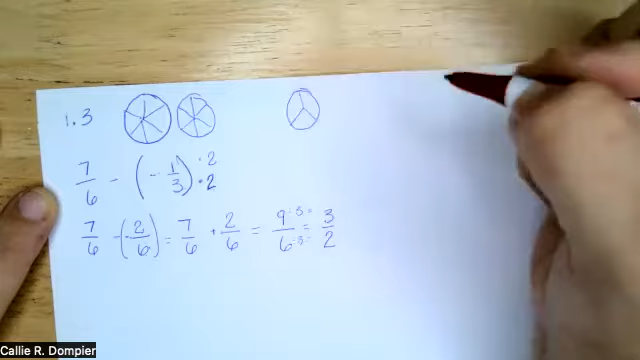 1.3
7/6 - (- 1/3) ·2 ·2
7/6 - (-2/6) = 7/6 + 2/6 = 9/6 ÷3= ÷3= = 3/2
Callie R. Dompier